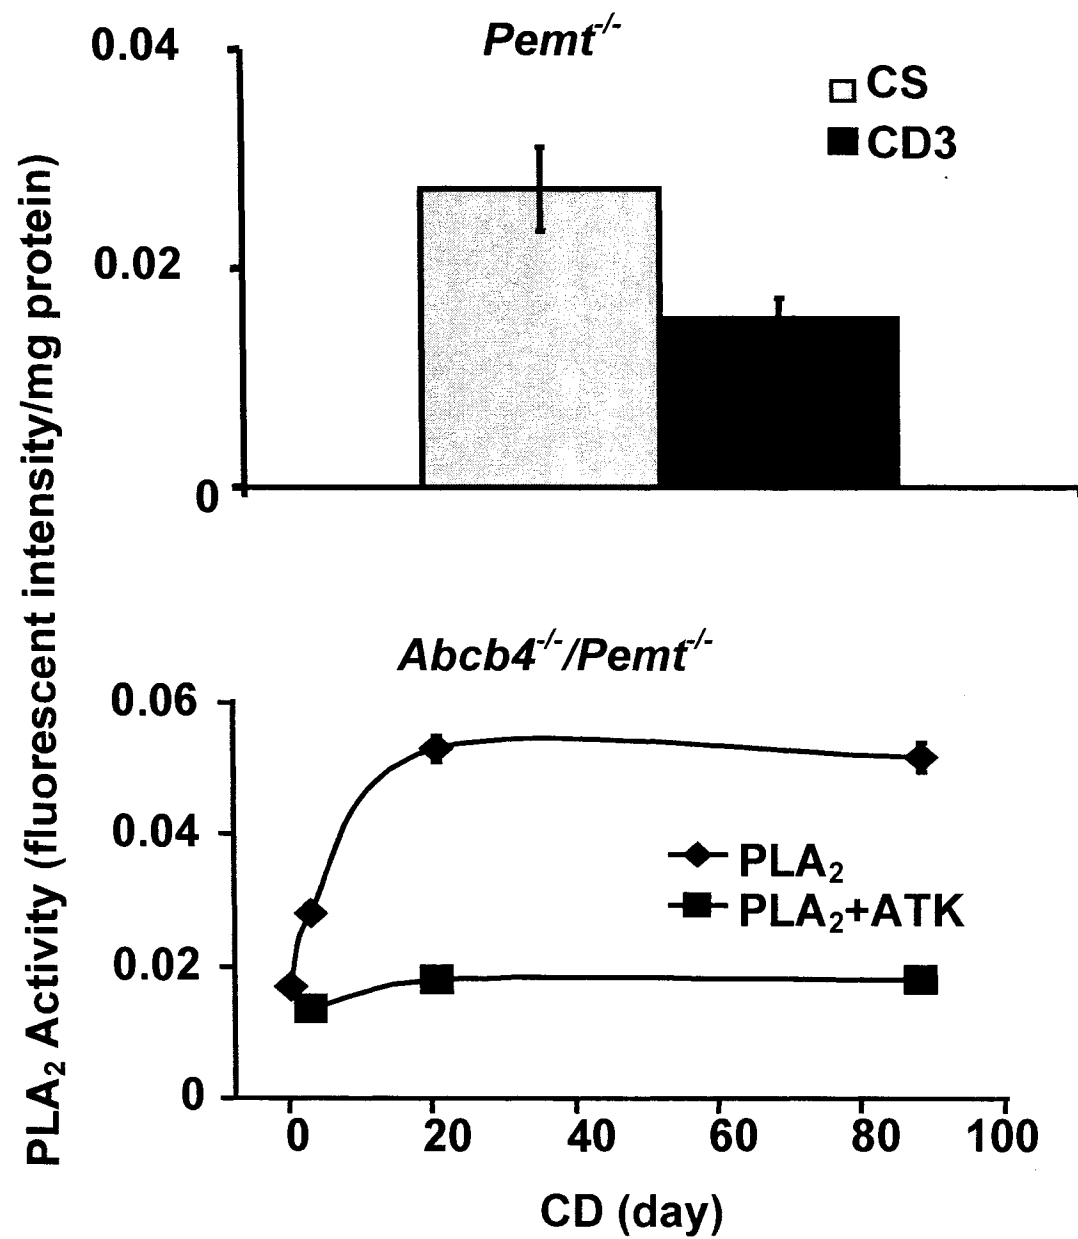 Pemt-/-
0.04
CS
CD3
0.02
0
PLA2 Activity (fluorescent intensity/mg protein)
Abcb4-/-/Pemt-/-
0.06
0.04
PLA2
PLA2+ATK
0.02
0
0 20 40 60 80 100
CD (day)